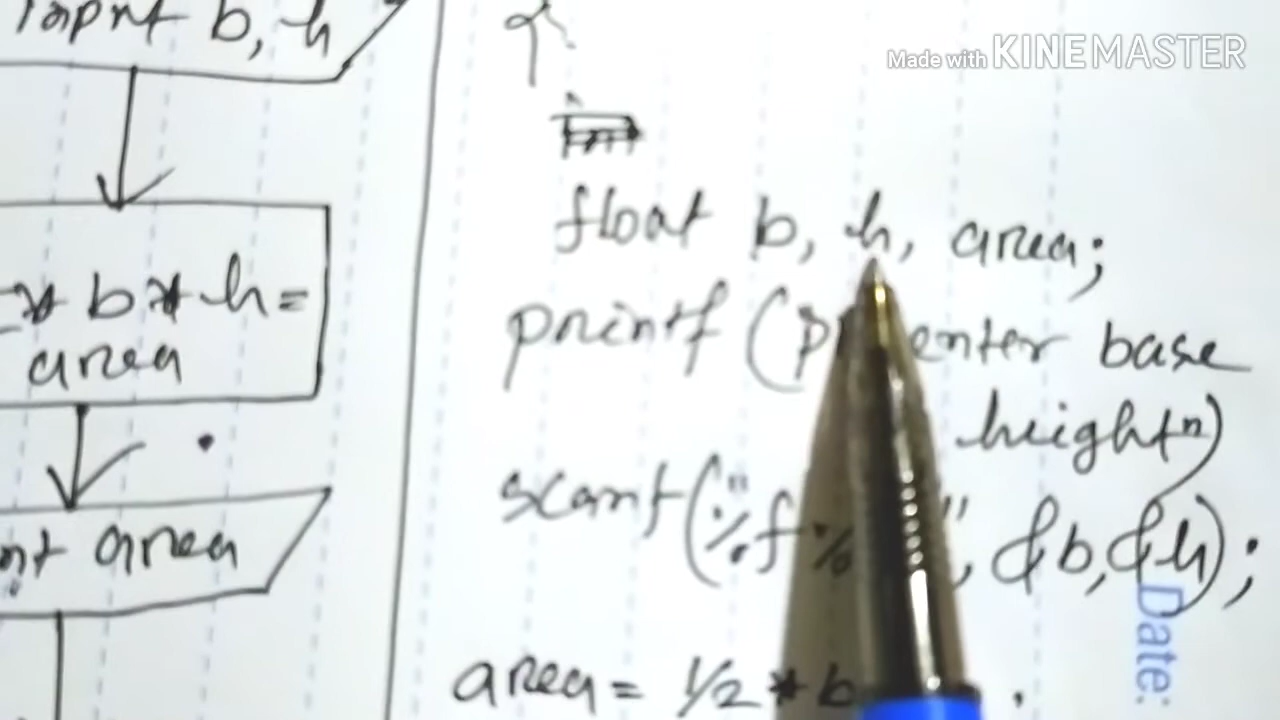 input b, h
* b * h =
area
area
{
float b, h, area;
printf ( enter base
height")
scanf ("%f %  ", &b, &h);
area = 1/2 * b
Made with KINEMASTER
Date: